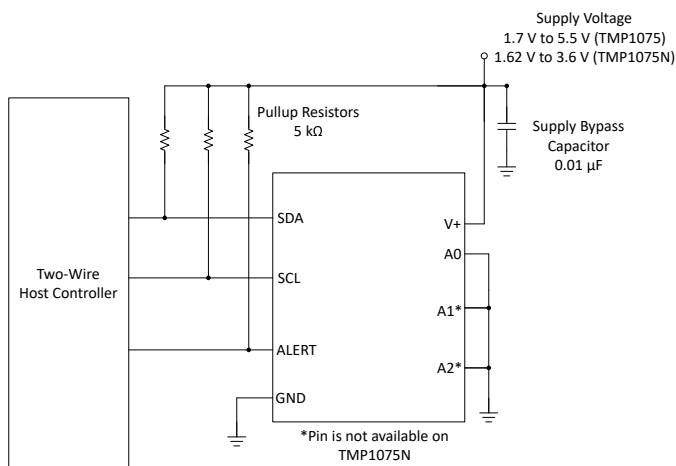 Supply Voltage
1.7 V to 5.5 V (TMP1075)
1.62 V to 3.6 V (TMP1075N)
Pullup Resistors
5 kΩ
Supply Bypass
Capacitor
0.01 µF
Two-Wire
Host Controller
SDA
SCL
ALERT
GND
V+
A0
A1*
A2*
*Pin is not available on
TMP1075N